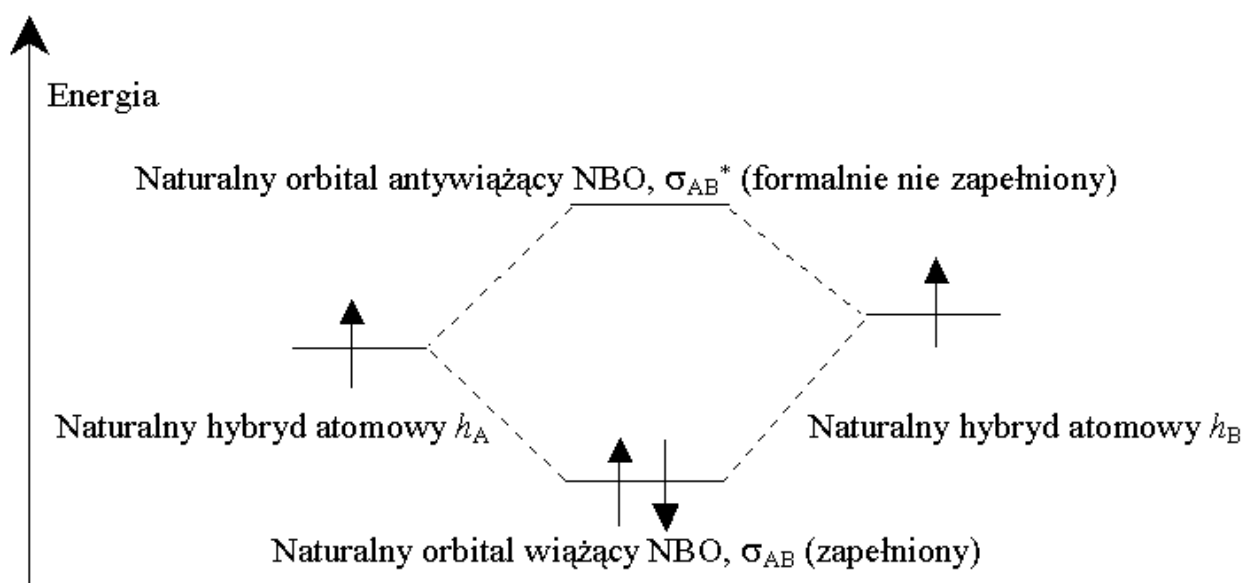 Energia
Naturalny orbital antywiążący NBO, σAB* (formalnie nie zapełniony)
Naturalny hybryd atomowy hA
Naturalny hybryd atomowy hB
Naturalny orbital wiążący NBO, σAB (zapełniony)